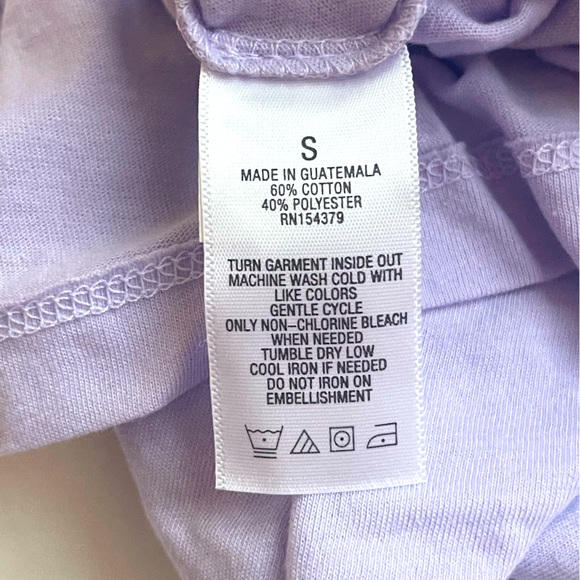 S
MADE IN GUATEMALA
60% COTTON
40% POLYESTER
RN154379
TURN GARMENT INSIDE OUT
MACHINE WASH COLD WITH
LIKE COLORS
GENTLE CYCLE
ONLY NON-CHLORINE BLEACH
WHEN NEEDED
TUMBLE DRY LOW
COOL IRON IF NEEDED
DO NOT IRON ON
EMBELLISHMENT